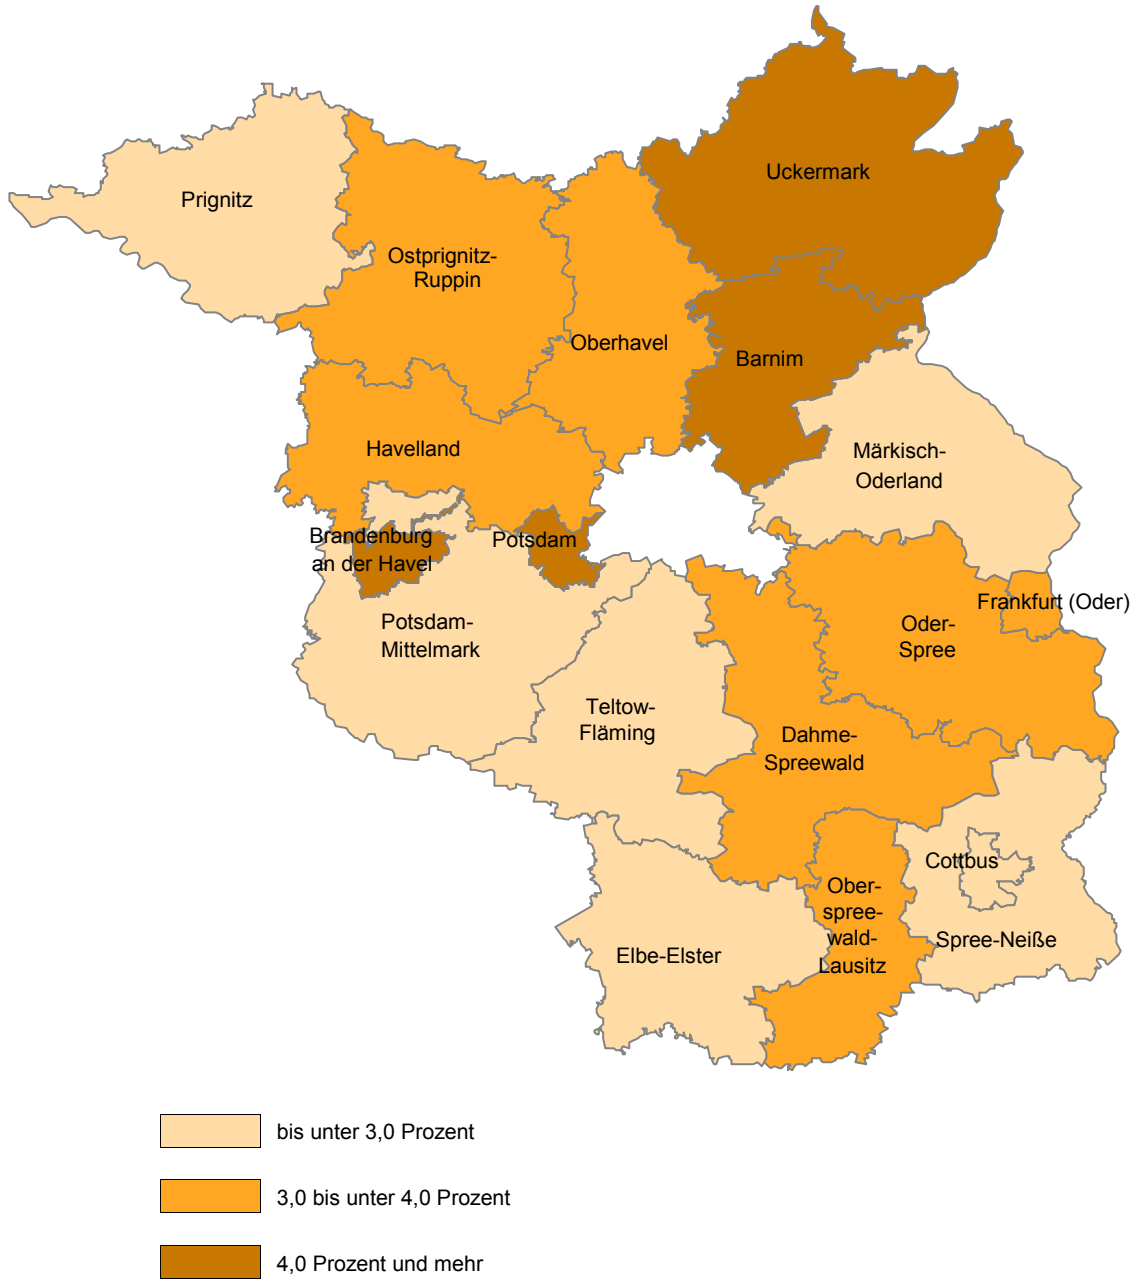 Uckermark
Prignitz
Ostprignitz-
Ruppin
Oberhavel
Barnim
Havelland
Märkisch-
Oderland
Brandenburg
an der Havel
Potsdam
Frankfurt (Oder)
Potsdam-
Mittelmark
Oder-
Spree
Teltow-
Fläming
Dahme-
Spreewald
Cottbus
Ober-
spree-
wald-
Lausitz
Spree-Neiße
Elbe-Elster
bis unter 3,0 Prozent
3,0 bis unter 4,0 Prozent
4,0 Prozent und mehr